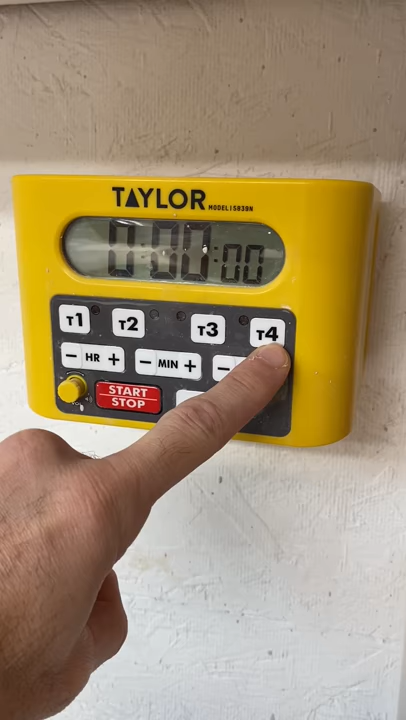 TAYLOR MODEL 5839N
0:00:00
T1 T2 T3 T4
− HR + − MIN + −
START
STOP